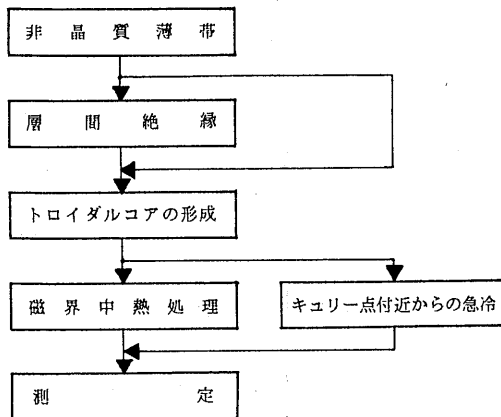 非晶質薄帯
層間絶縁
トロイダルコアの形成
磁界中熱処理
キュリー点付近からの急冷
測定